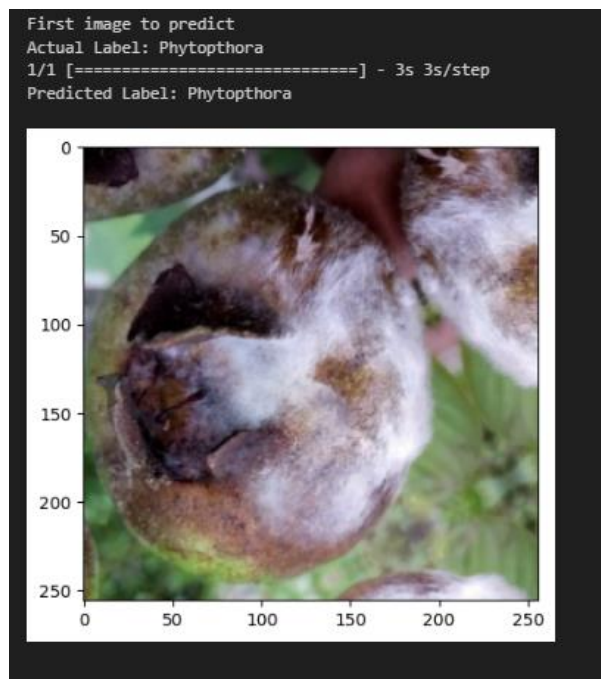 First image to predict
Actual Label: Phytopthora
1/1 [==============================] - 3s 3s/step
Predicted Label: Phytopthora
0
50
100
150
200
250
0 50 100 150 200 250